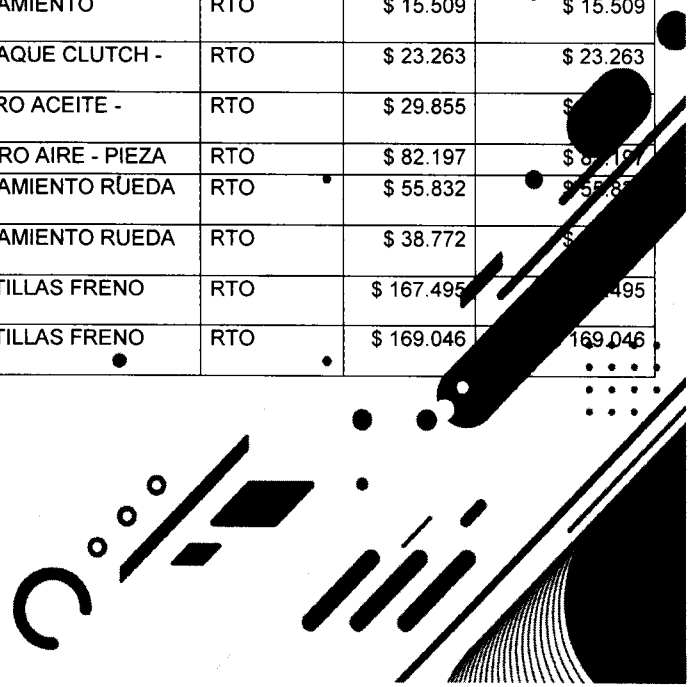 AMIENTO RTO $ 15.509 $ 15.509
AQUE CLUTCH - RTO $ 23.263 $ 23.263
RO ACEITE - RTO $ 29.855 $
RO AIRE - PIEZA RTO $ 82.197 $
AMIENTO RUEDA RTO $ 55.832 $
AMIENTO RUEDA RTO $ 38.772 $
TILLAS FRENO RTO $ 167.495 .495
TILLAS FRENO RTO $ 169.046 169.046